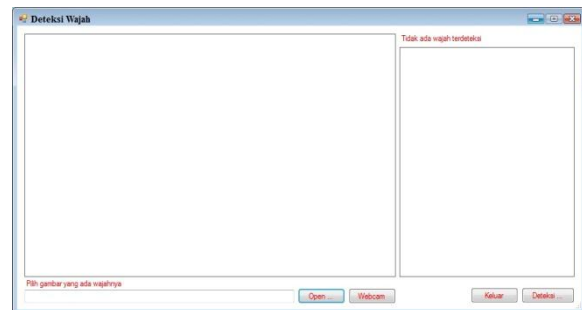 Deteksi Wajah
Tidak ada wajah terdeteksi
Pilih gambar yang ada wajahnya
Open ...
Webcam
Keluar
Deteksi ...